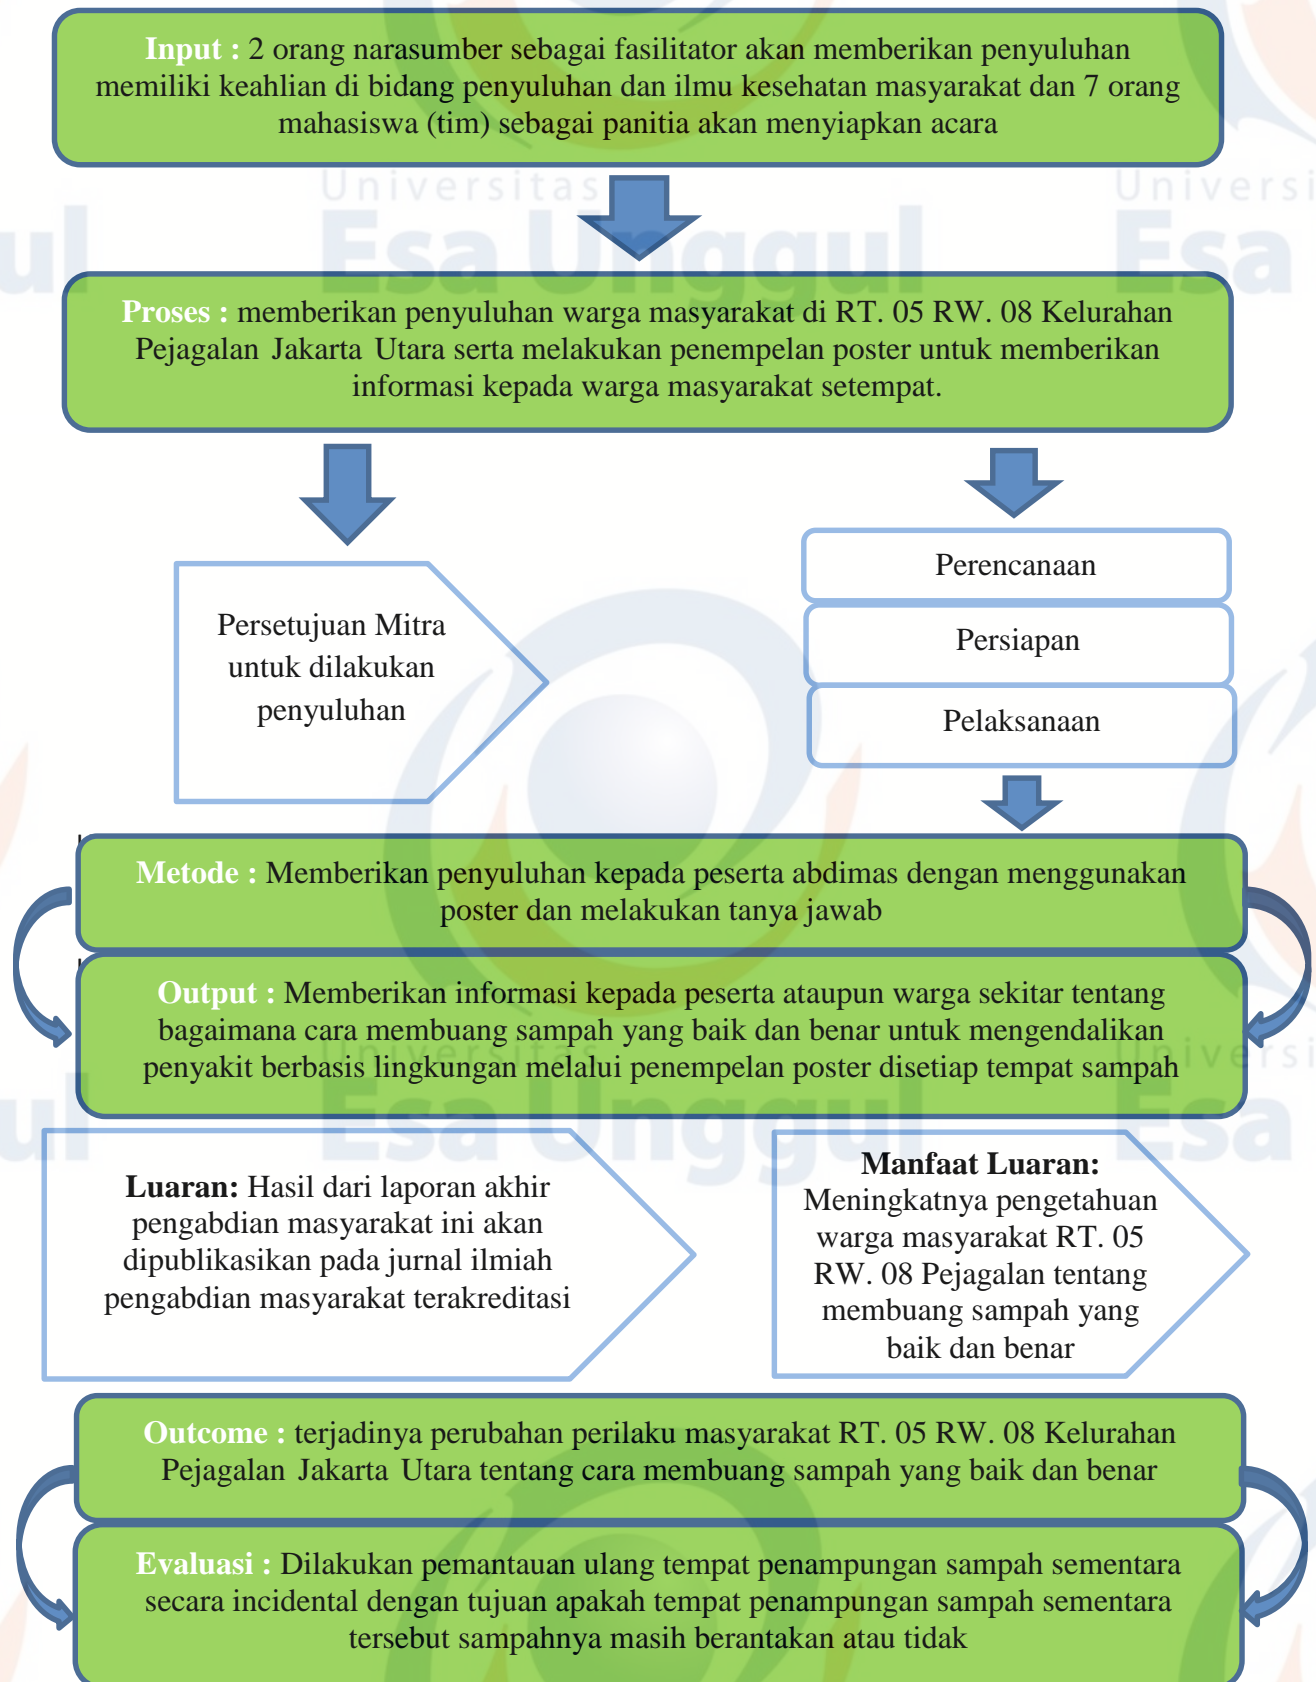 Input : 2 orang narasumber sebagai fasilitator akan memberikan penyuluhan
memiliki keahlian di bidang penyuluhan dan ilmu kesehatan masyarakat dan 7 orang
mahasiswa (tim) sebagai panitia akan menyiapkan acara
Universitas
Esa Unggul
Universi
Esa
ul
Proses : memberikan penyuluhan warga masyarakat di RT. 05 RW. 08 Kelurahan
Pejagalan Jakarta Utara serta melakukan penempelan poster untuk memberikan
informasi kepada warga masyarakat setempat.
Persetujuan Mitra
untuk dilakukan
penyuluhan
Perencanaan
Persiapan
Pelaksanaan
Metode : Memberikan penyuluhan kepada peserta abdimas dengan menggunakan
poster dan melakukan tanya jawab
Output : Memberikan informasi kepada peserta ataupun warga sekitar tentang
bagaimana cara membuang sampah yang baik dan benar untuk mengendalikan
penyakit berbasis lingkungan melalui penempelan poster disetiap tempat sampah
Universitas
Esa Unggul
Universi
Esa
ul
Luaran: Hasil dari laporan akhir
pengabdian masyarakat ini akan
dipublikasikan pada jurnal ilmiah
pengabdian masyarakat terakreditasi
Manfaat Luaran:
Meningkatnya pengetahuan
warga masyarakat RT. 05
RW. 08 Pejagalan tentang
membuang sampah yang
baik dan benar
Outcome : terjadinya perubahan perilaku masyarakat RT. 05 RW. 08 Kelurahan
Pejagalan Jakarta Utara tentang cara membuang sampah yang baik dan benar
Evaluasi : Dilakukan pemantauan ulang tempat penampungan sampah sementara
secara incidental dengan tujuan apakah tempat penampungan sampah sementara
tersebut sampahnya masih berantakan atau tidak